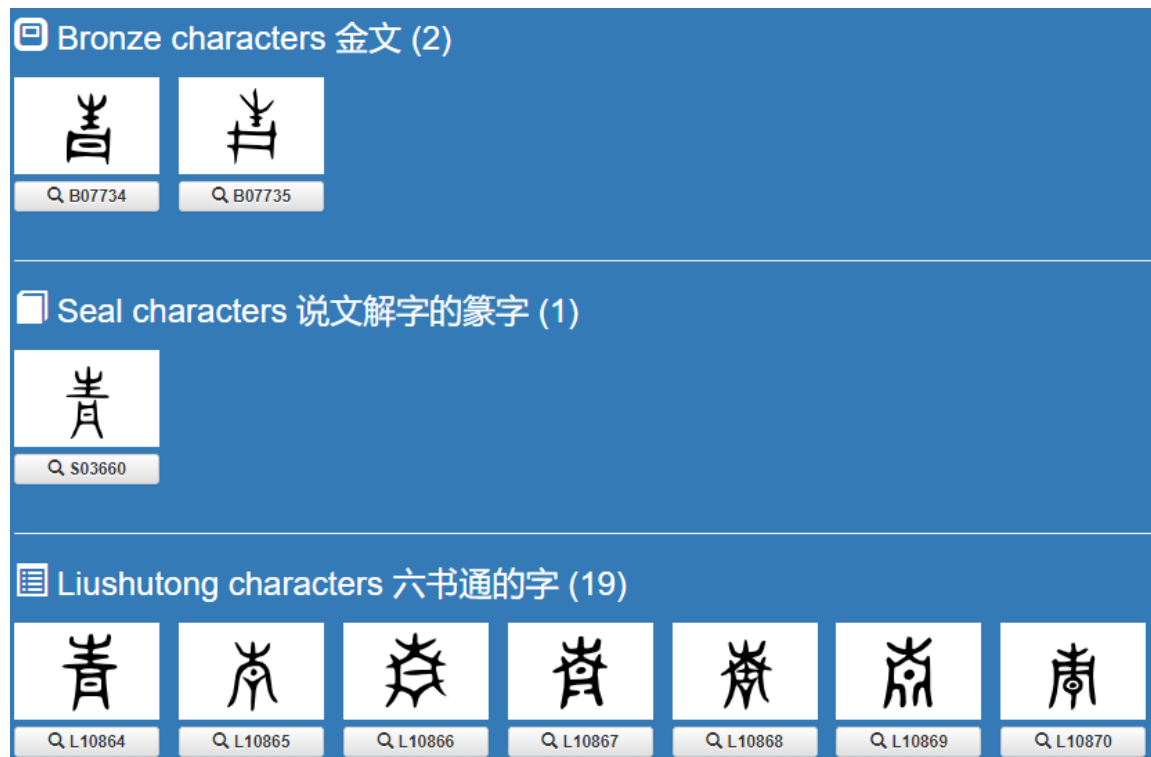 Bronze characters 金文 (2)
B07734 B07735
Seal characters 说文解字的篆字 (1)
青
S03660
Liushutong characters 六书通的字 (19)
L10864 L10865 L10866 L10867 L10868 L10869 L10870